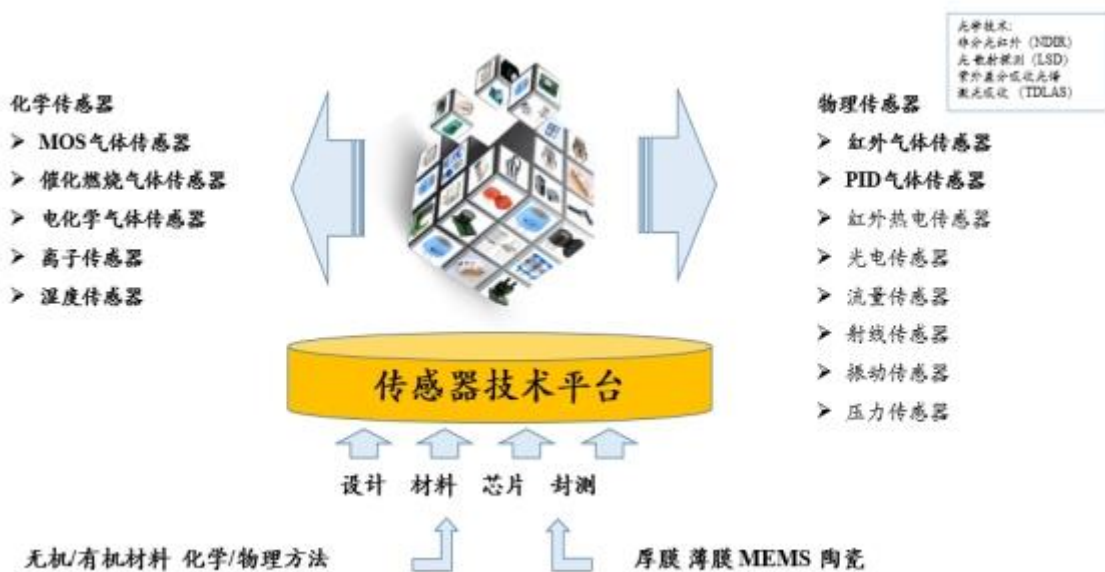 光学技术:
非分光红外（NDIR）
光散射探测（LSD）
紫外差分吸收光谱
激光吸收 （TDLAS）
化学传感器
➢ MOS气体传感器
➢ 催化燃烧气体传感器
➢ 电化学气体传感器
➢ 离子传感器
➢ 湿度传感器
物理传感器
➢ 红外气体传感器
➢ PID气体传感器
➢ 红外热电传感器
➢ 光电传感器
➢ 流量传感器
➢ 射线传感器
➢ 振动传感器
➢ 压力传感器
传感器技术平台
设计 材料 芯片 封测
无机/有机材料 化学/物理方法
厚膜 薄膜 MEMS 陶瓷